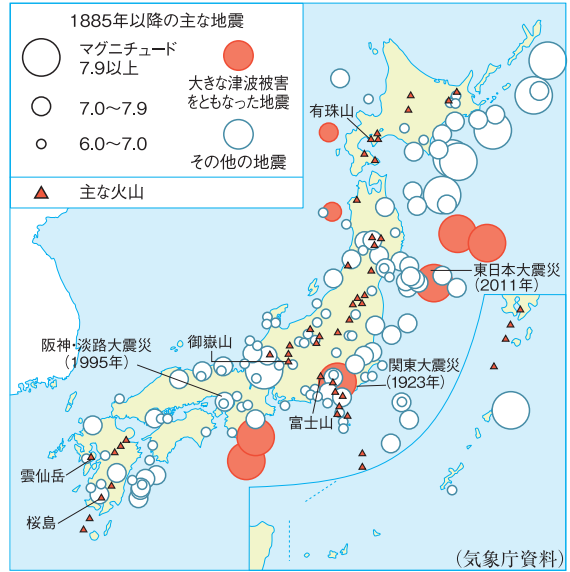 1885年以降の主な地震
マグニチュード
7.9以上
7.0〜7.9
6.0〜7.0
大きな津波被害
をともなった地震
その他の地震
主な火山
有珠山
東日本大震災
(2011年)
阪神・淡路大震災
(1995年)
御嶽山
関東大震災
(1923年)
富士山
雲仙岳
桜島
(気象庁資料)